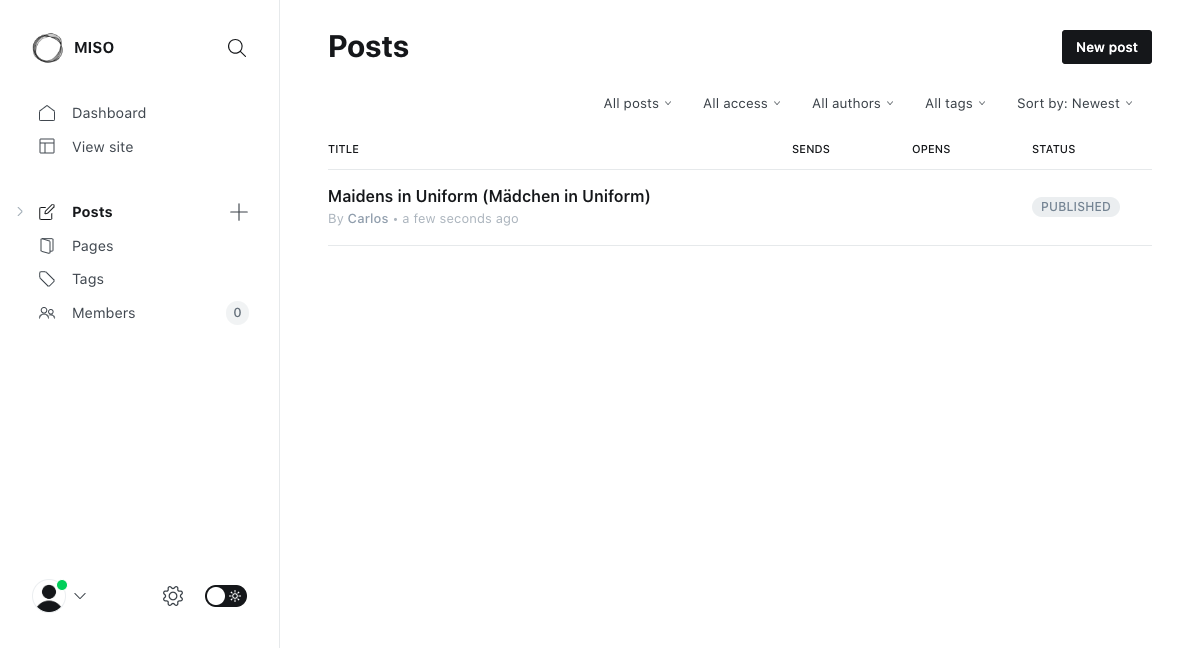 MISO
Dashboard
View site
Posts
Pages
Tags
Members 0
Posts
New post
All posts All access All authors All tags Sort by: Newest
TITLE SENDS OPENS STATUS
Maidens in Uniform (Mädchen in Uniform)
By Carlos • a few seconds ago
PUBLISHED